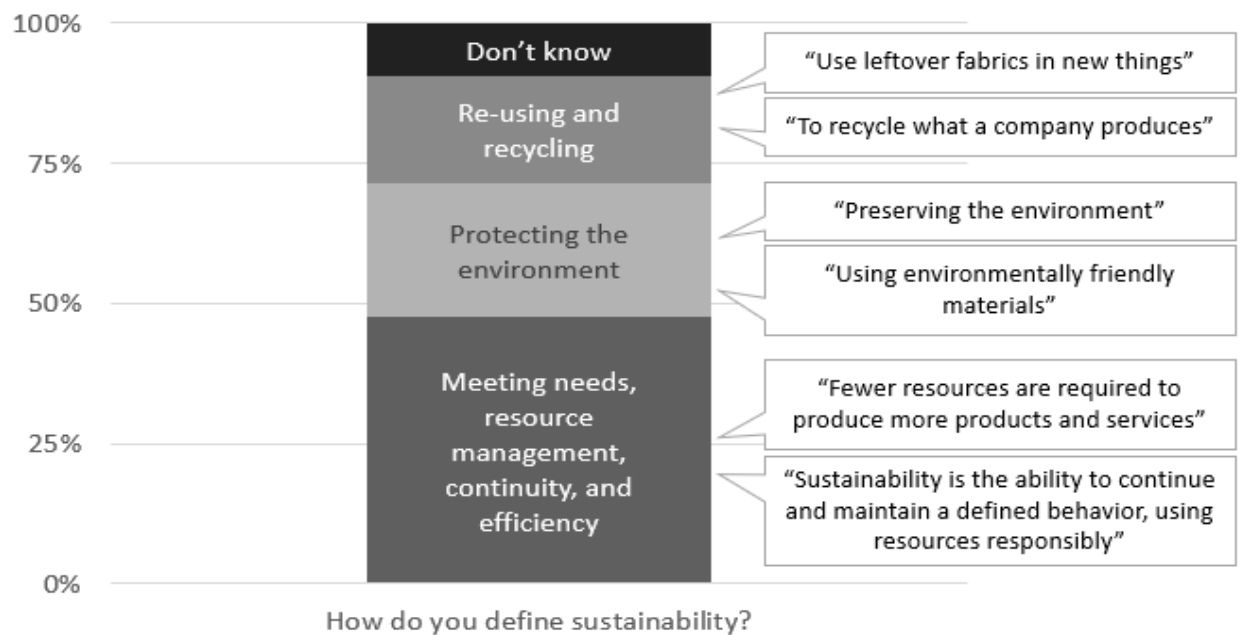 100%
Don’t know
“Use leftover fabrics in new things”
Re-using and
recycling
“To recycle what a company produces”
75%
“Preserving the environment”
Protecting the
environment
“Using environmentally friendly
materials”
50%
Meeting needs,
resource
management,
continuity, and
efficiency
“Fewer resources are required to
produce more products and services”
25%
“Sustainability is the ability to continue
and maintain a defined behavior, using
resources responsibly”
0%
How do you define sustainability?